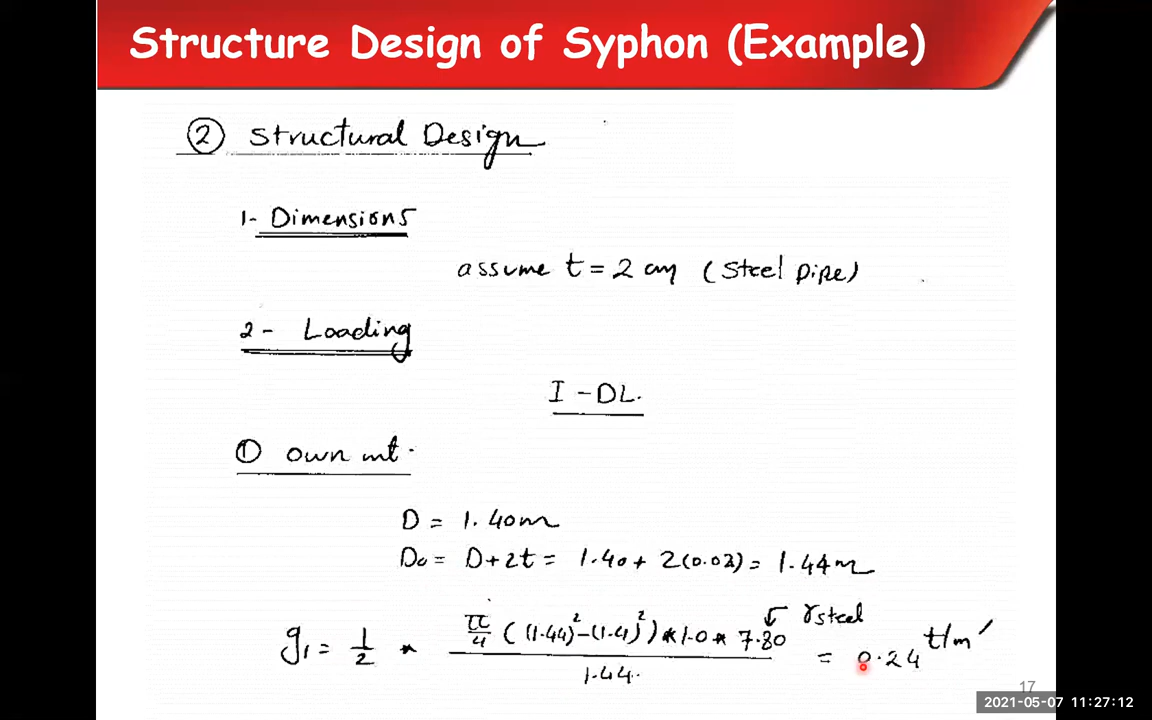 Structure Design of Syphon (Example)
② Structural Design
1- Dimensions
assume t = 2 cm (Steel pipe)
2- Loading
I - DL.
① own wt.
D = 1.40m
Do = D+2t = 1.40 + 2(0.02) = 1.44m
g₁ = 1/2 * (π/4 ((1.44)² - (1.4)²) * 1.0 * 7.80) / 1.44 = 0.24 t/m'
γsteel
17
2021-05-07 11:27:12